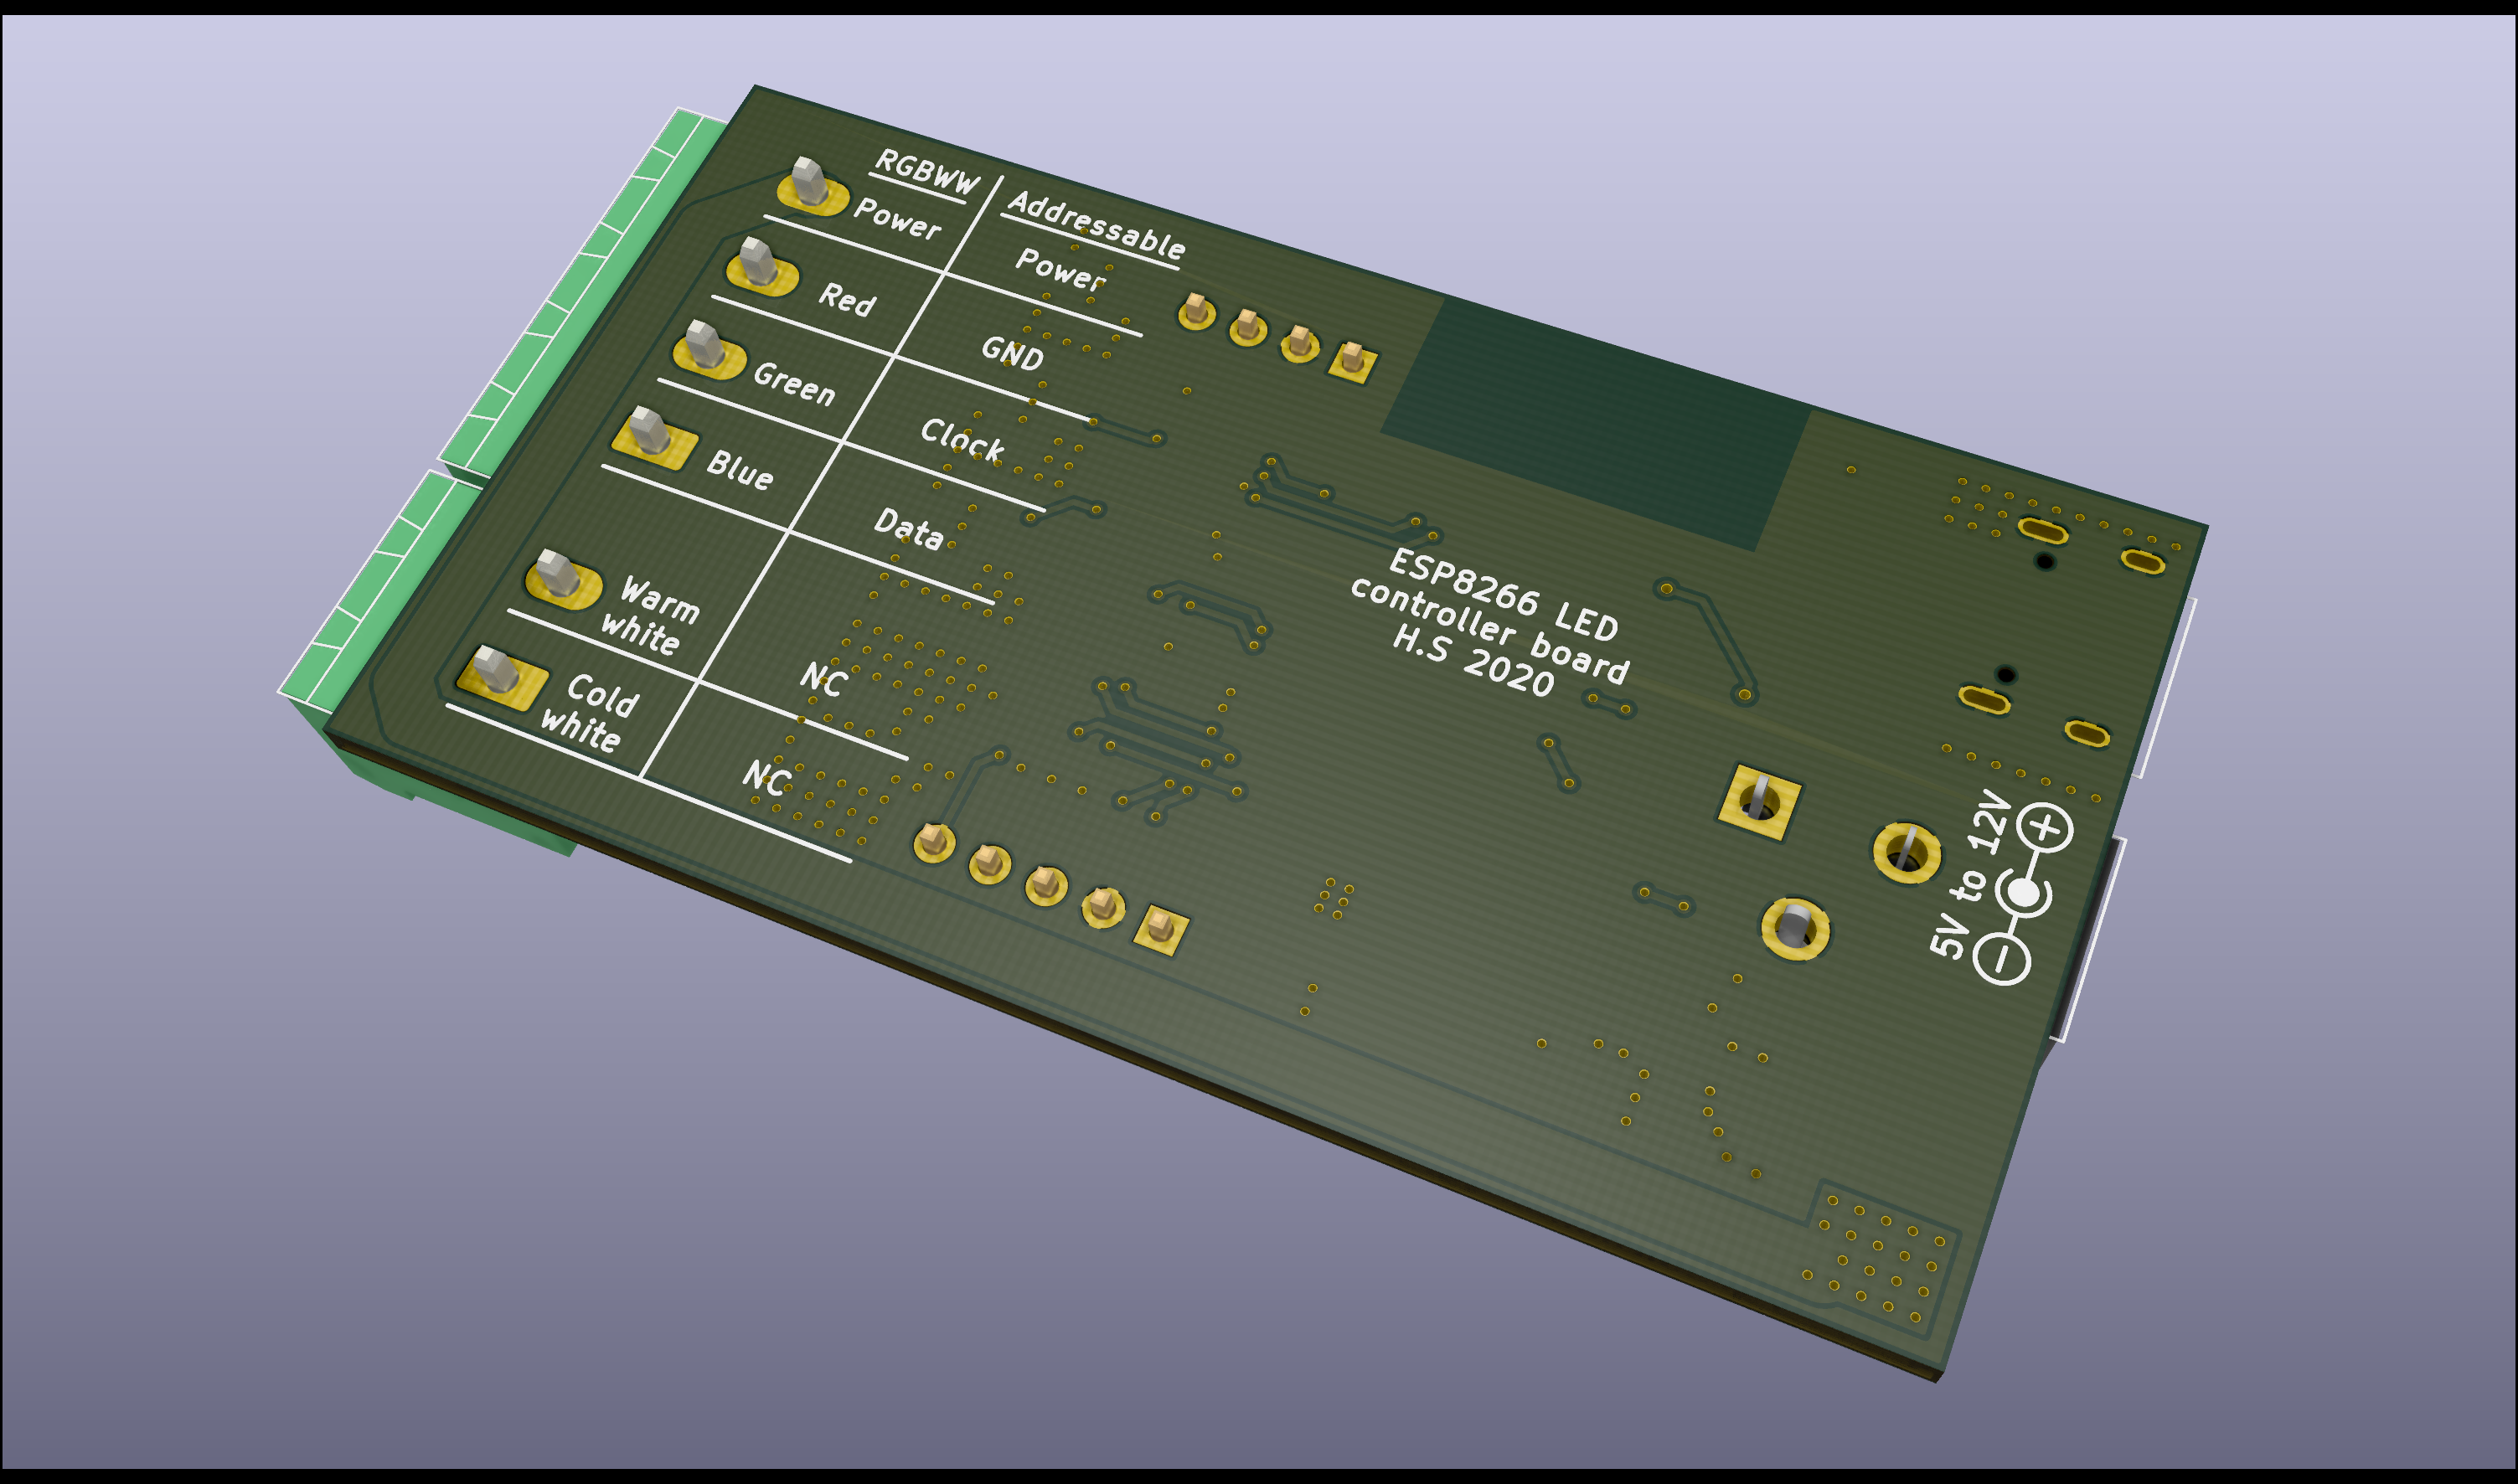 RGBWW
Addressable
Power
Power
Red
GND
Green
Clock
Blue
Data
Warm
white
NC
Cold
white
NC
ESP8266 LED
controller board
H.S 2020
5V to 12V